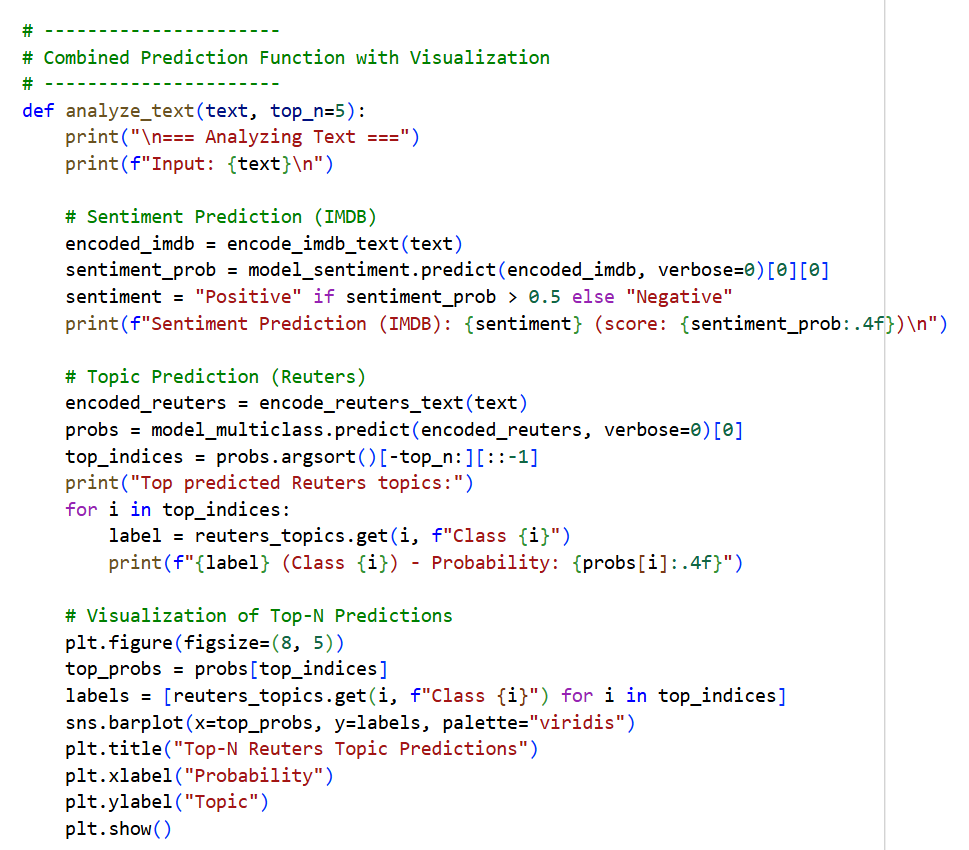 # ----------------------
# Combined Prediction Function with Visualization
# ----------------------
def analyze_text(text, top_n=5):
    print("\n=== Analyzing Text ===")
    print(f"Input: {text}\n")

    # Sentiment Prediction (IMDB)
    encoded_imdb = encode_imdb_text(text)
    sentiment_prob = model_sentiment.predict(encoded_imdb, verbose=0)[0][0]
    sentiment = "Positive" if sentiment_prob > 0.5 else "Negative"
    print(f"Sentiment Prediction (IMDB): {sentiment} (score: {sentiment_prob:.4f})\n")

    # Topic Prediction (Reuters)
    encoded_reuters = encode_reuters_text(text)
    probs = model_multiclass.predict(encoded_reuters, verbose=0)[0]
    top_indices = probs.argsort()[-top_n:][::-1]
    print("Top predicted Reuters topics:")
    for i in top_indices:
        label = reuters_topics.get(i, f"Class {i}")
        print(f"{label} (Class {i}) - Probability: {probs[i]:.4f}")

    # Visualization of Top-N Predictions
    plt.figure(figsize=(8, 5))
    top_probs = probs[top_indices]
    labels = [reuters_topics.get(i, f"Class {i}") for i in top_indices]
    sns.barplot(x=top_probs, y=labels, palette="viridis")
    plt.title("Top-N Reuters Topic Predictions")
    plt.xlabel("Probability")
    plt.ylabel("Topic")
    plt.show()